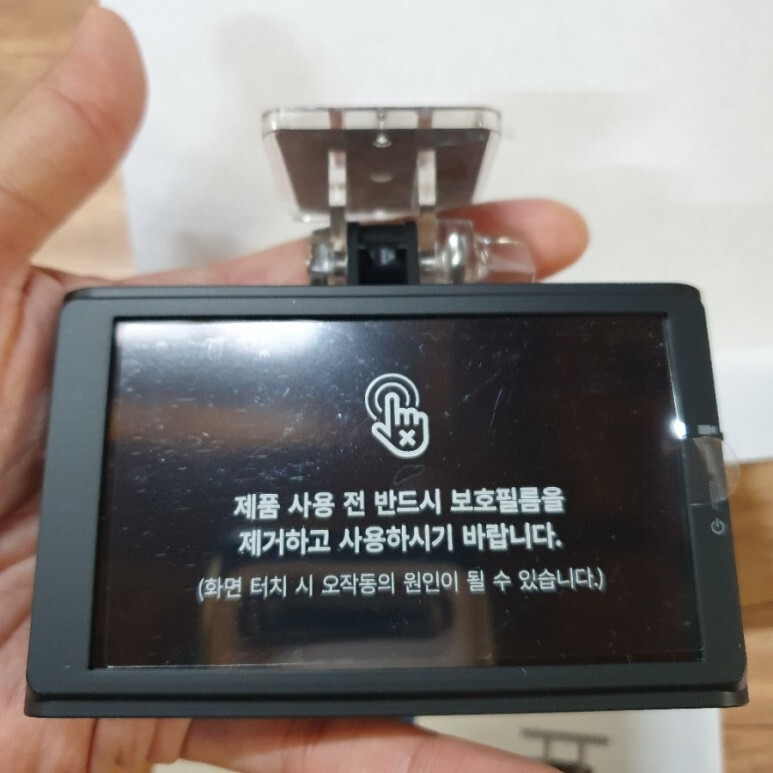 제품 사용 전 반드시 보호필름을
제거하고 사용하시기 바랍니다.
(화면 터치 시 오작동의 원인이 될 수 있습니다.)